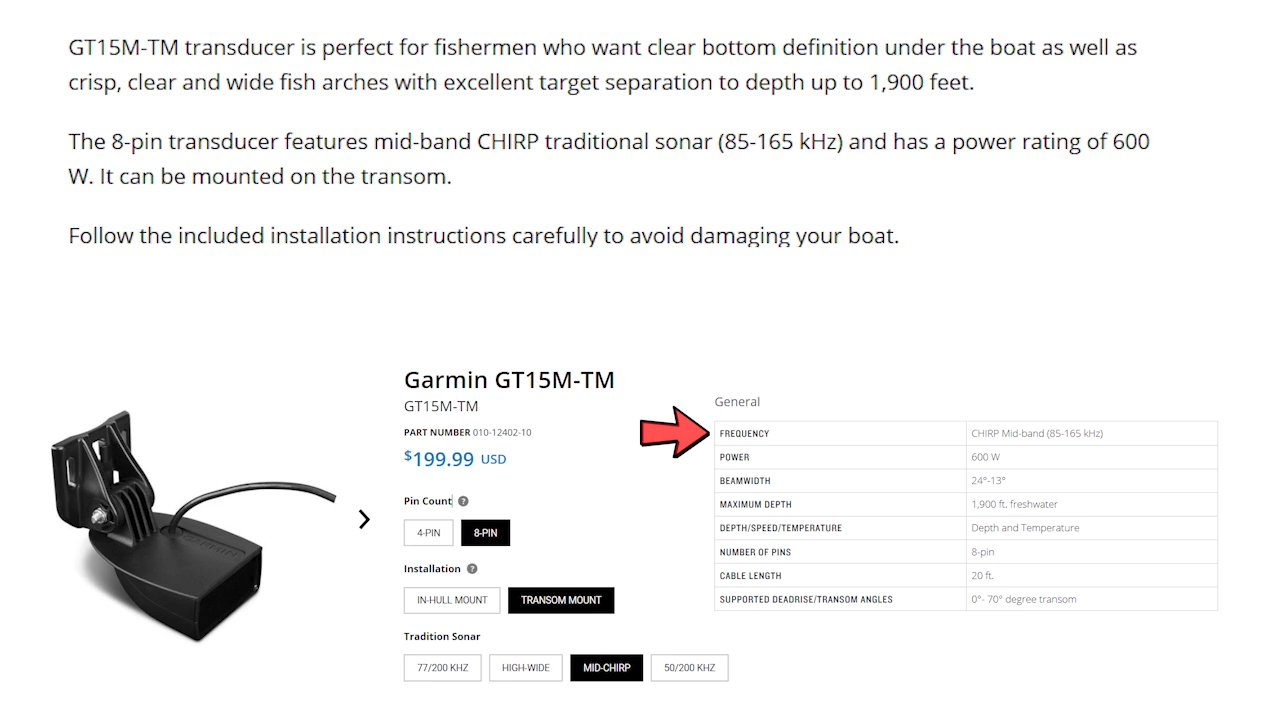 GT15M-TM transducer is perfect for fishermen who want clear bottom definition under the boat as well as
crisp, clear and wide fish arches with excellent target separation to depth up to 1,900 feet.
The 8-pin transducer features mid-band CHIRP traditional sonar (85-165 kHz) and has a power rating of 600
W. It can be mounted on the transom.
Follow the included installation instructions carefully to avoid damaging your boat.
Garmin GT15M-TM
GT15M-TM
PART NUMBER 010-12402-10
$199.99 USD
Pin Count ?
4-PIN 8-PIN
Installation ?
IN-HULL MOUNT TRANSOM MOUNT
Tradition Sonar
77/200 KHZ HIGH-WIDE MID-CHIRP 50/200 KHZ
General
FREQUENCY CHIRP Mid-band (85-165 kHz)
POWER 600 W
BEAMWIDTH 24°-13°
MAXIMUM DEPTH 1,900 ft. freshwater
DEPTH/SPEED/TEMPERATURE Depth and Temperature
NUMBER OF PINS 8-pin
CABLE LENGTH 20 ft.
SUPPORTED DEADRISE/TRANSOM ANGLES 0°- 70° degree transom
GARMIN